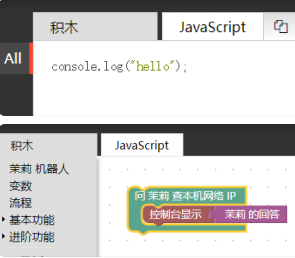 积木
JavaScript
All
console.log("hello");
积木
JavaScript
茉莉 机器人
变数
流程
基本功能
进阶功能
问 茉莉 查本机网络 IP
控制台显示
茉莉 的回答